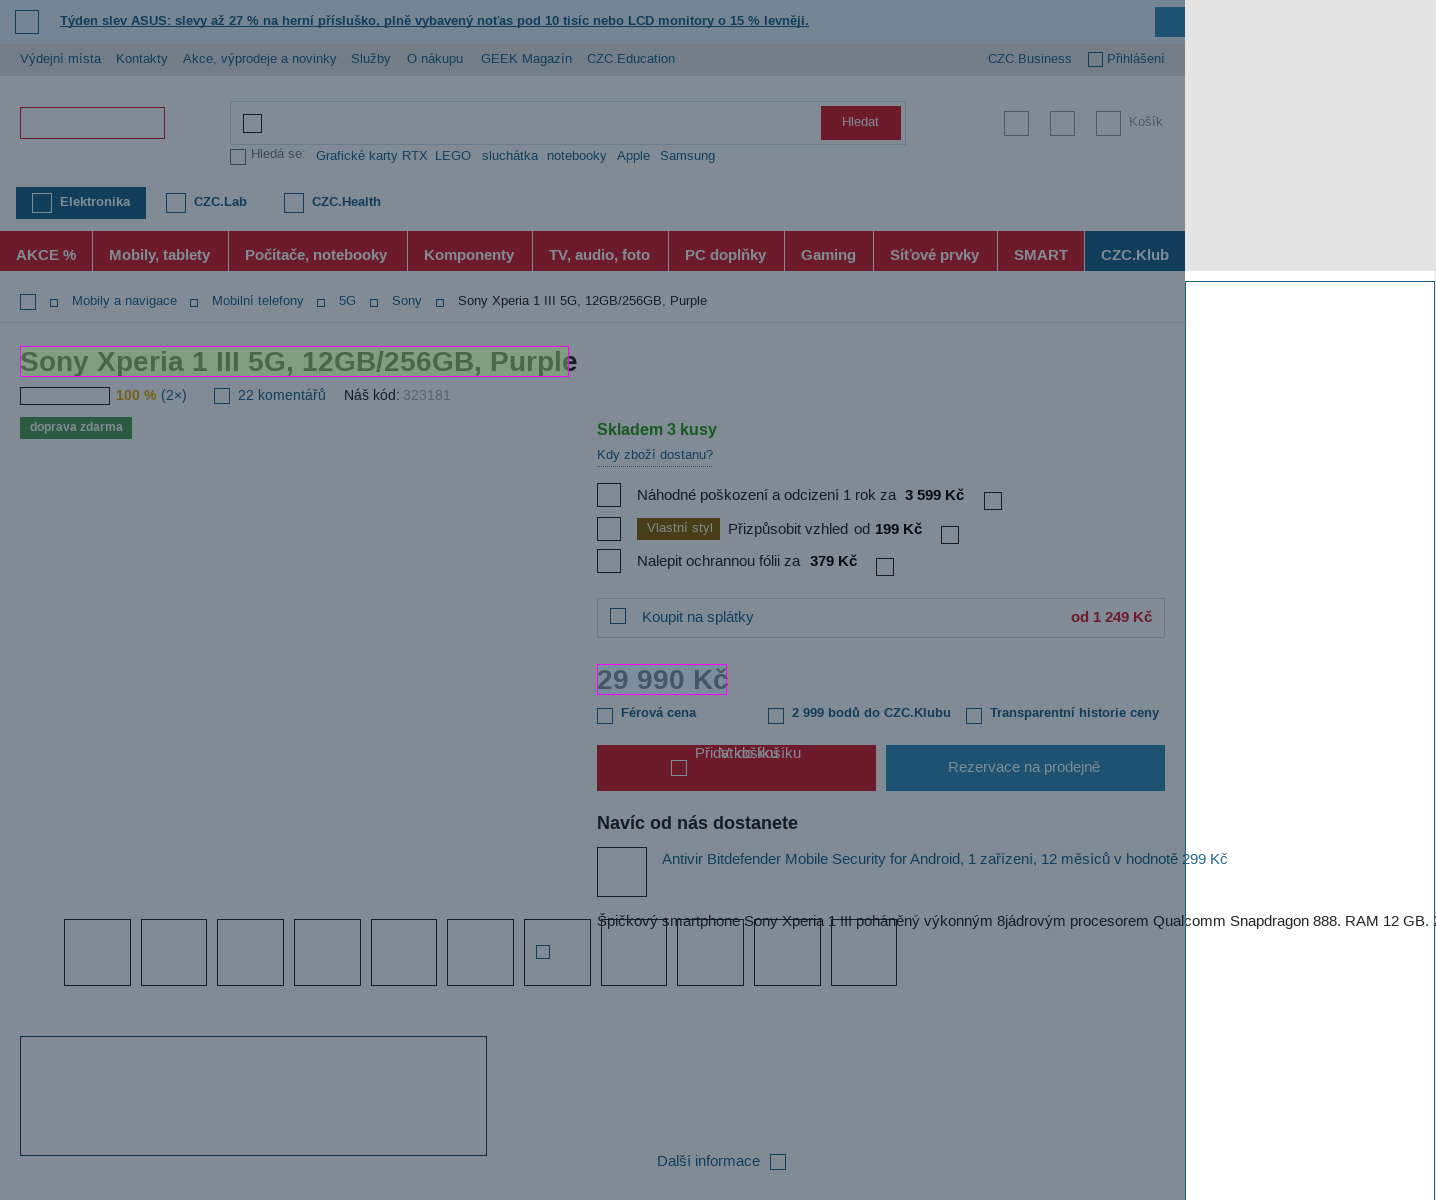 Týden slev ASUS: slevy až 27 % na herní přísluško, plně vybavený noťas pod 10 tisíc nebo LCD monitory o 15 % levněji.
Výdejní místa Kontakty Akce, výprodeje a novinky Služby O nákupu GEEK Magazín CZC.Education CZC.Business Přihlášení
Hledat Košík
Hledá se: Grafické karty RTX LEGO sluchátka notebooky Apple Samsung
Elektronika CZC.Lab CZC.Health
AKCE % Mobily, tablety Počítače, notebooky Komponenty TV, audio, foto PC doplňky Gaming Síťové prvky SMART CZC.Klub
Mobily a navigace Mobilní telefony 5G Sony Sony Xperia 1 III 5G, 12GB/256GB, Purple
Sony Xperia 1 III 5G, 12GB/256GB, Purple
100 % (2×) 22 komentářů Náš kód: 323181
doprava zdarma
Skladem 3 kusy
Kdy zboží dostanu?
Náhodné poškození a odcizení 1 rok za 3 599 Kč
Vlastní styl Přizpůsobit vzhled od 199 Kč
Nalepit ochrannou fólii za 379 Kč
Koupit na splátky od 1 249 Kč
29 990 Kč
Férová cena 2 999 bodů do CZC.Klubu Transparentní historie ceny
Přidat do košíku V košíku
Rezervace na prodejně
Navíc od nás dostanete
Antivir Bitdefender Mobile Security for Android, 1 zařízení, 12 měsíců v hodnotě 299 Kč
Špičkový smartphone Sony Xperia 1 III poháněný výkonným 8jádrovým procesorem Qualcomm Snapdragon 888. RAM 12 GB.
Další informace